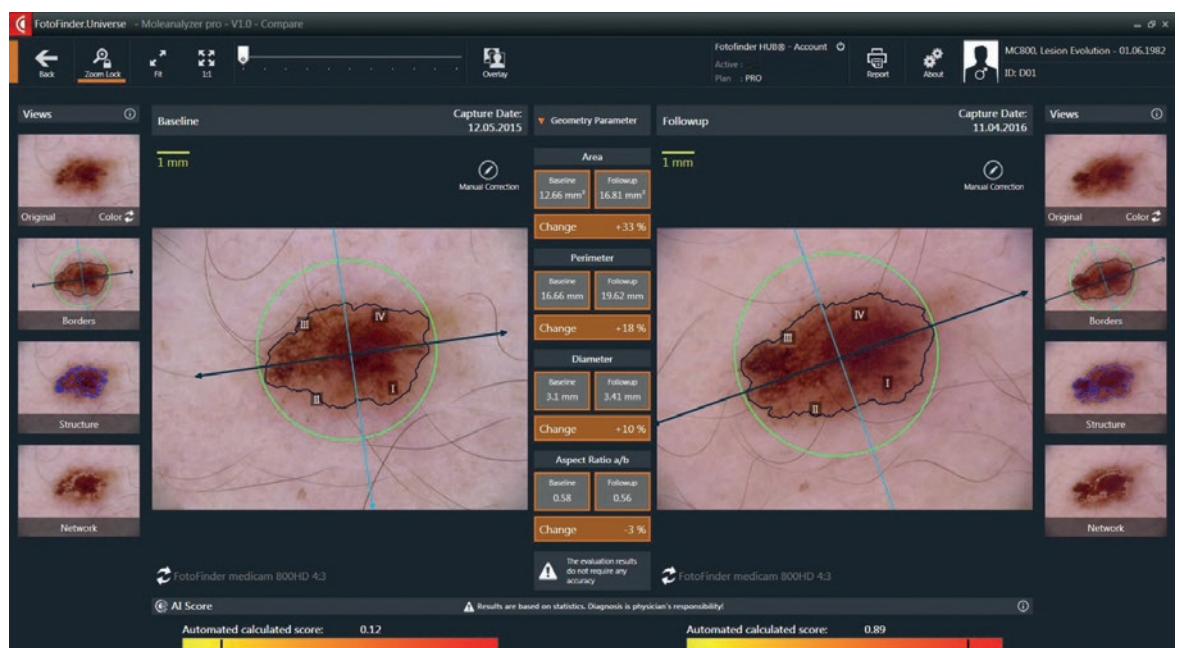 FotoFinder.Universe - Moleanalyzer pro - V1.0 - Compare
Back
Zoom Lock
Fit
1:1
Overlay
Fotofinder HUB® - Account
Active :
Plan : PRO
Report
About
MC800, Lesion Evolution - 01.06.1982
ID: D01
Views
Original Color
Borders
Structure
Network
Baseline
Capture Date:
12.05.2015
1 mm
Manual Correction
III
IV
II
I
FotoFinder medicam 800HD 4:3
Geometry Parameter
Area
Baseline Followup
12.66 mm² 16.81 mm²
Change +33 %
Perimeter
Baseline Followup
16.66 mm 19.62 mm
Change +18 %
Diameter
Baseline Followup
3.1 mm 3.41 mm
Change +10 %
Aspect Ratio a/b
Baseline Followup
0.58 0.56
Change -3 %
The evaluation results
do not require any
accuracy
Followup
Capture Date:
11.04.2016
1 mm
Manual Correction
III
IV
II
I
FotoFinder medicam 800HD 4:3
Views
Original Color
Borders
Structure
Network
AI Score
Results are based on statistics. Diagnosis is physician's responsibility!
Automated calculated score: 0.12
Automated calculated score: 0.89